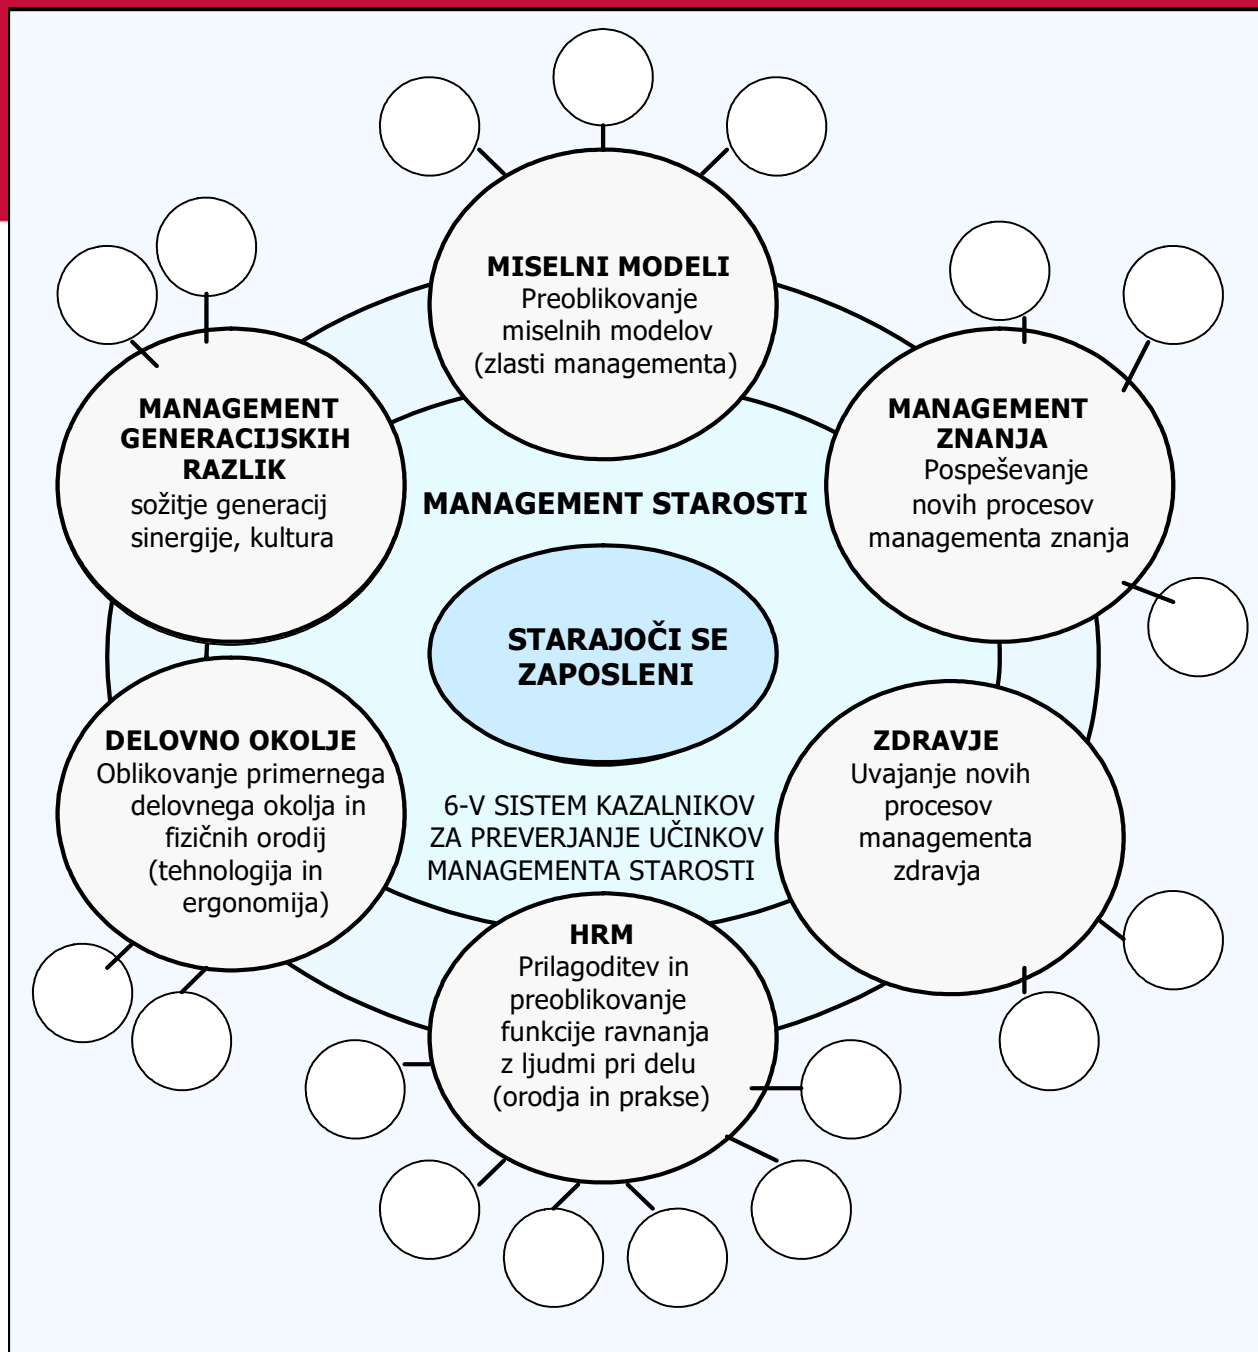 MISELNI MODELI
Preoblikovanje
miselnih modelov
(zlasti managementa)
MANAGEMENT
GENERACIJSKIH
RAZLIK
sožitje generacij
sinergije, kultura
MANAGEMENT
ZNANJA
Pospeševanje
novih procesov
managementa znanja
MANAGEMENT STAROSTI
STARAJOČI SE
ZAPOSLENI
DELOVNO OKOLJE
Oblikovanje primernega
delovnega okolja in
fizičnih orodij
(tehnologija in
ergonomija)
6-V SISTEM KAZALNIKOV
ZA PREVERJANJE UČINKOV
MANAGEMENTA STAROSTI
ZDRAVJE
Uvajanje novih
procesov
managementa
zdravja
HRM
Prilagoditev in
preoblikovanje
funkcije ravnanja
z ljudmi pri delu
(orodja in prakse)